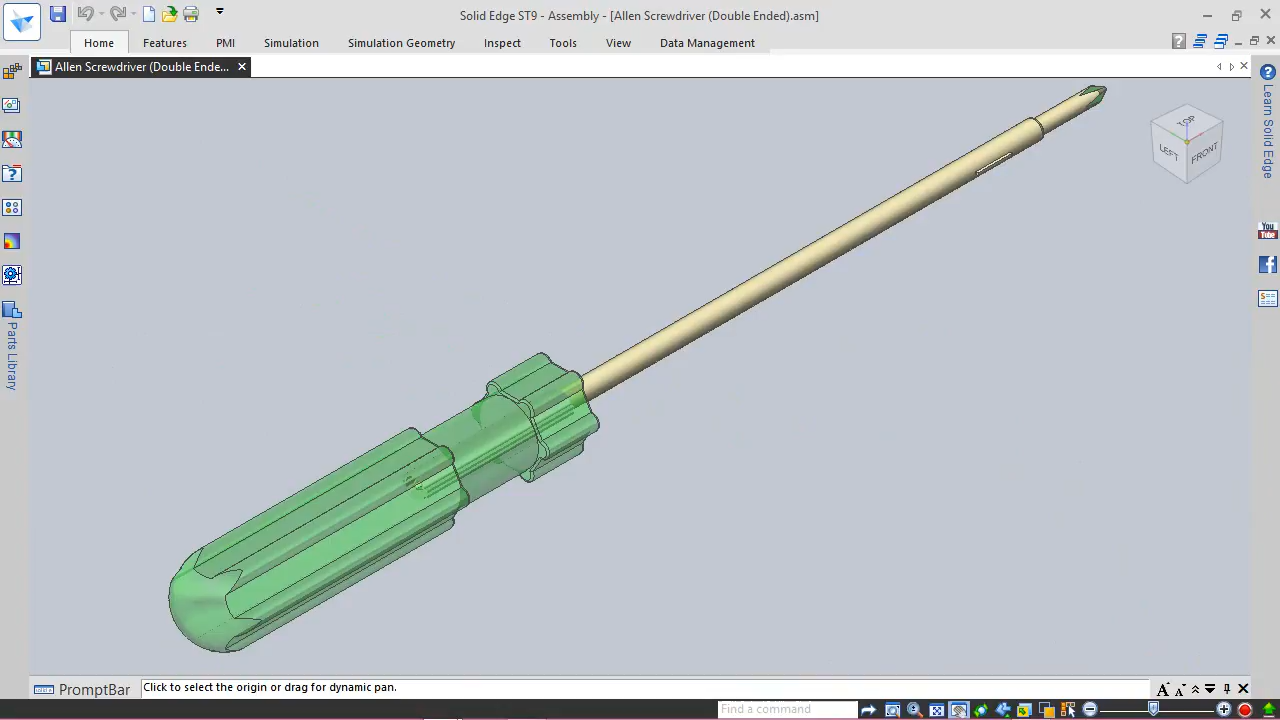 Solid Edge ST9 - Assembly - [Allen Screwdriver (Double Ended).asm]
Home Features PMI Simulation Simulation Geometry Inspect Tools View Data Management
Allen Screwdriver (Double Ende...
TOP
LEFT FRONT
Learn Solid Edge
You
Tube
Parts Library
PromptBar
Click to select the origin or drag for dynamic pan.
Find a command